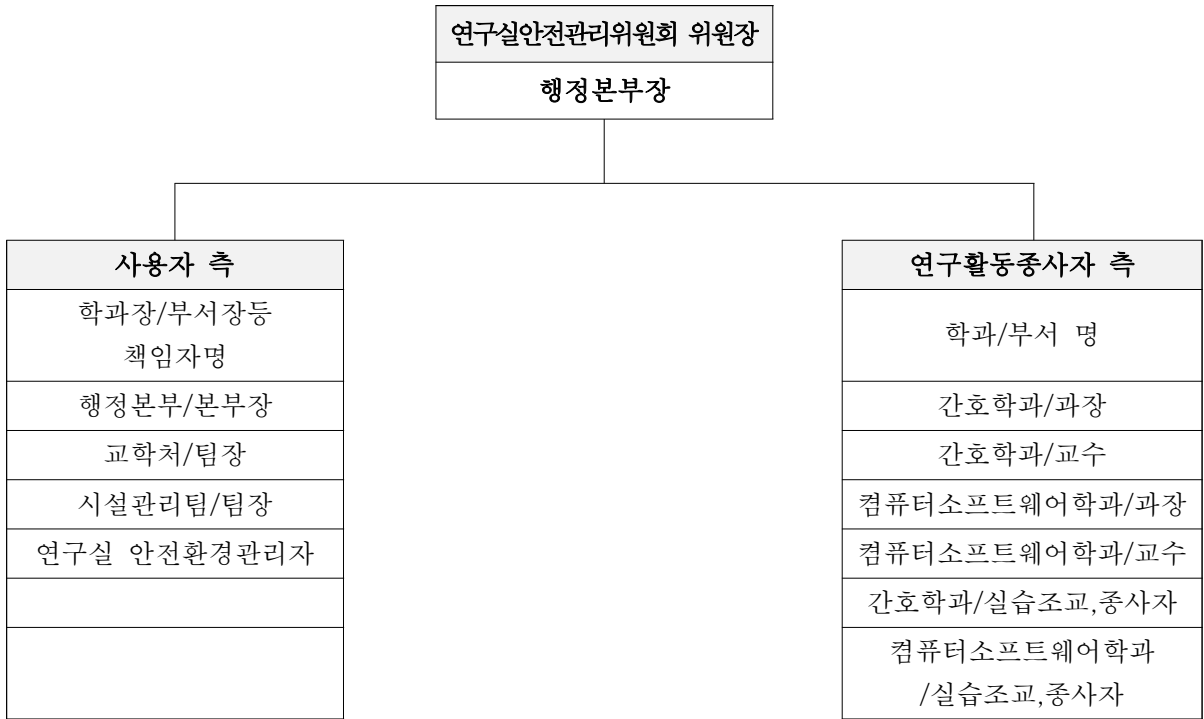 연구실안전관리위원회 위원장
행정본부장
사용자 측
학과장/부서장등
책임자명
행정본부/본부장
교학처/팀장
시설관리팀/팀장
연구실 안전환경관리자
연구활동종사자 측
학과/부서 명
간호학과/과장
간호학과/교수
컴퓨터소프트웨어학과/과장
컴퓨터소프트웨어학과/교수
간호학과/실습조교,종사자
컴퓨터소프트웨어학과
/실습조교,종사자